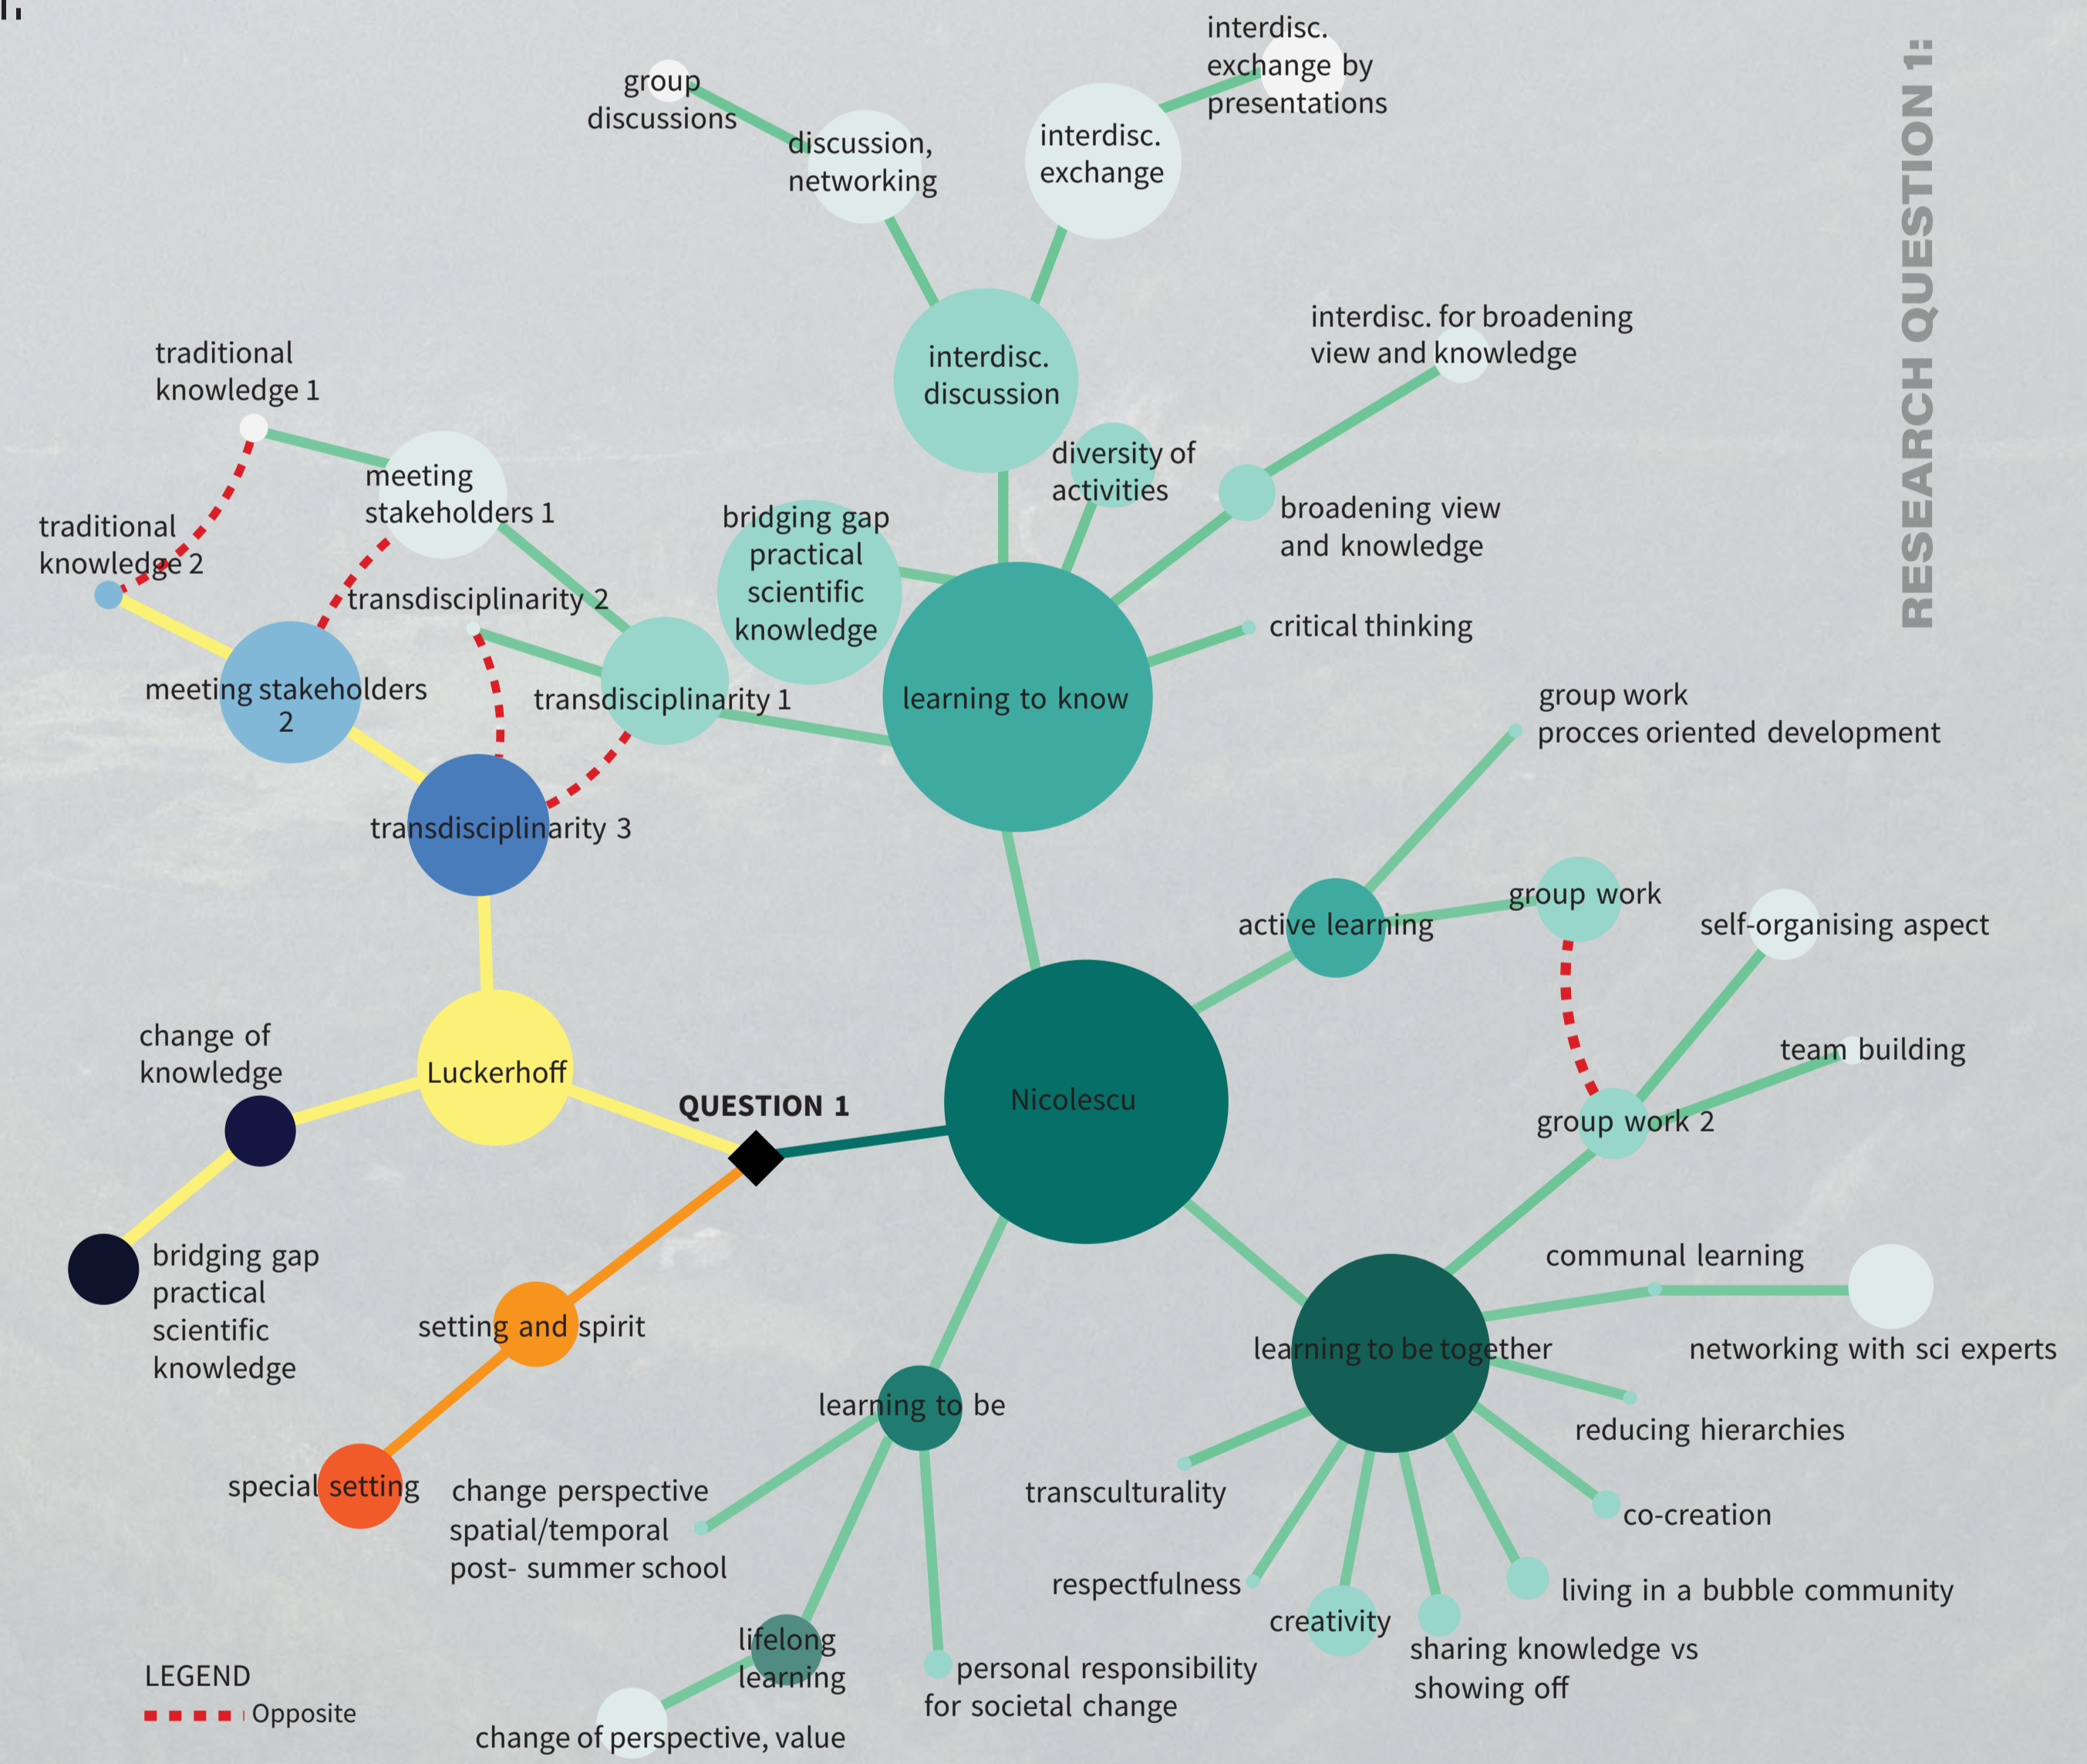 interdisc.
exchange by
presentations
group
discussions
discussion,
networking
interdisc.
exchange
RESEARCH QUESTION 1:
interdisc. for broadening
view and knowledge
traditional
knowledge 1
interdisc.
discussion
diversity of
activities
meeting
stakeholders 1
broadening view
and knowledge
bridging gap
practical
scientific
knowledge
traditional
knowledge 2
transdisciplinarity 2
critical thinking
meeting stakeholders
2
transdisciplinarity 1
learning to know
group work
procces oriented development
transdisciplinarity 3
group work
active learning
self-organising aspect
change of
knowledge
Luckerhoff
team building
QUESTION 1
Nicolescu
group work 2
bridging gap
practical
scientific
knowledge
communal learning
setting and spirit
learning to be together
networking with sci experts
learning to be
reducing hierarchies
special setting
change perspective
spatial/temporal
post- summer school
transculturality
co-creation
respectfulness
living in a bubble community
creativity
sharing knowledge vs
showing off
lifelong
learning
personal responsibility
for societal change
change of perspective, value
LEGEND
Opposite